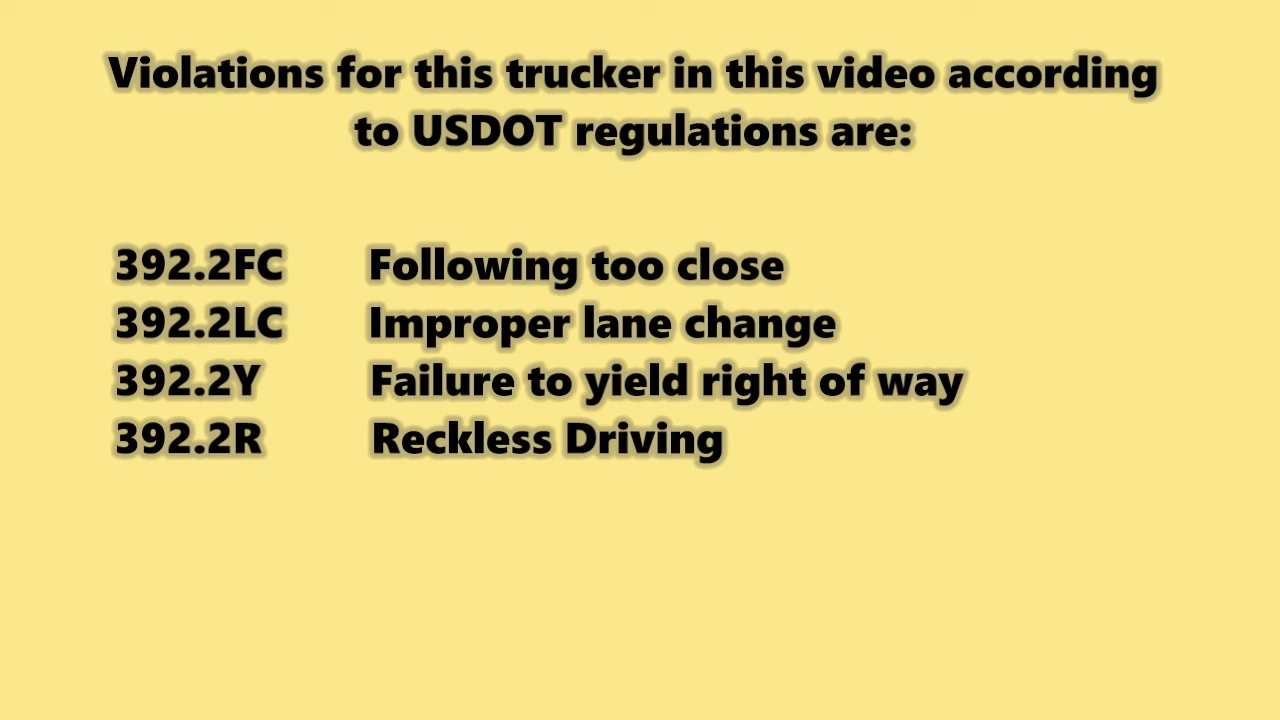 Violations for this trucker in this video according
to USDOT regulations are:
392.2FC Following too close
392.2LC Improper lane change
392.2Y Failure to yield right of way
392.2R Reckless Driving